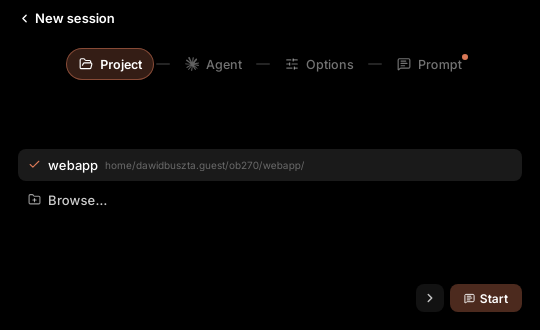 New session
Project
Agent
Options
Prompt
webapp home/dawidbuszta.guest/ob270/webapp/
Browse...
Start